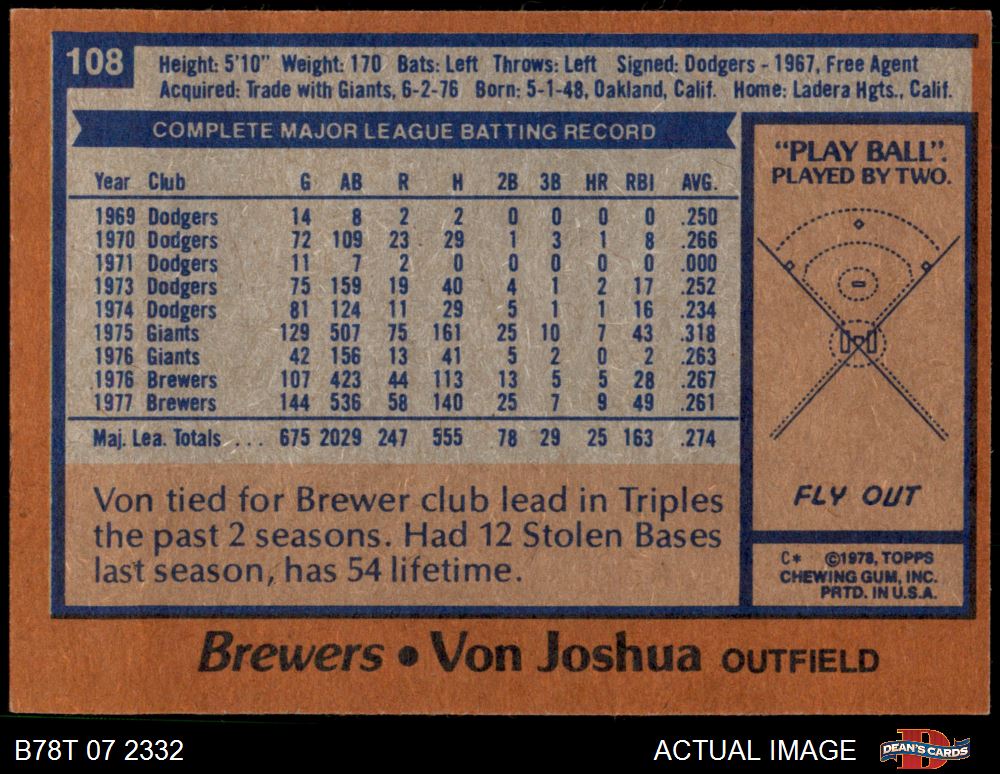 108
Height: 5'10" Weight: 170 Bats: Left Throws: Left Signed: Dodgers - 1967, Free Agent
Acquired: Trade with Giants, 6-2-76 Born: 5-1-48, Oakland, Calif. Home: Ladera Hgts., Calif.
COMPLETE MAJOR LEAGUE BATTING RECORD
Year Club G AB R H 2B 3B HR RBI AVG.
1969 Dodgers 14 8 2 2 0 0 0 0 .250
1970 Dodgers 72 109 23 29 1 3 1 8 .266
1971 Dodgers 11 7 2 0 0 0 0 0 .000
1973 Dodgers 75 159 19 40 4 1 2 17 .252
1974 Dodgers 81 124 11 29 5 1 1 16 .234
1975 Giants 129 507 75 161 25 10 7 43 .318
1976 Giants 42 156 13 41 5 2 0 2 .263
1976 Brewers 107 423 44 113 13 5 5 28 .267
1977 Brewers 144 536 58 140 25 7 9 49 .261
Maj. Lea. Totals . . . 675 2029 247 555 78 29 25 163 .274
Von tied for Brewer club lead in Triples
the past 2 seasons. Had 12 Stolen Bases
last season, has 54 lifetime.
"PLAY BALL".
PLAYED BY TWO.
FLY OUT
C* ©1978, TOPPS
CHEWING GUM, INC.
PRTD. IN U.S.A.
Brewers • Von Joshua OUTFIELD
B78T 07 2332 ACTUAL IMAGE
DEAN'S CARDS